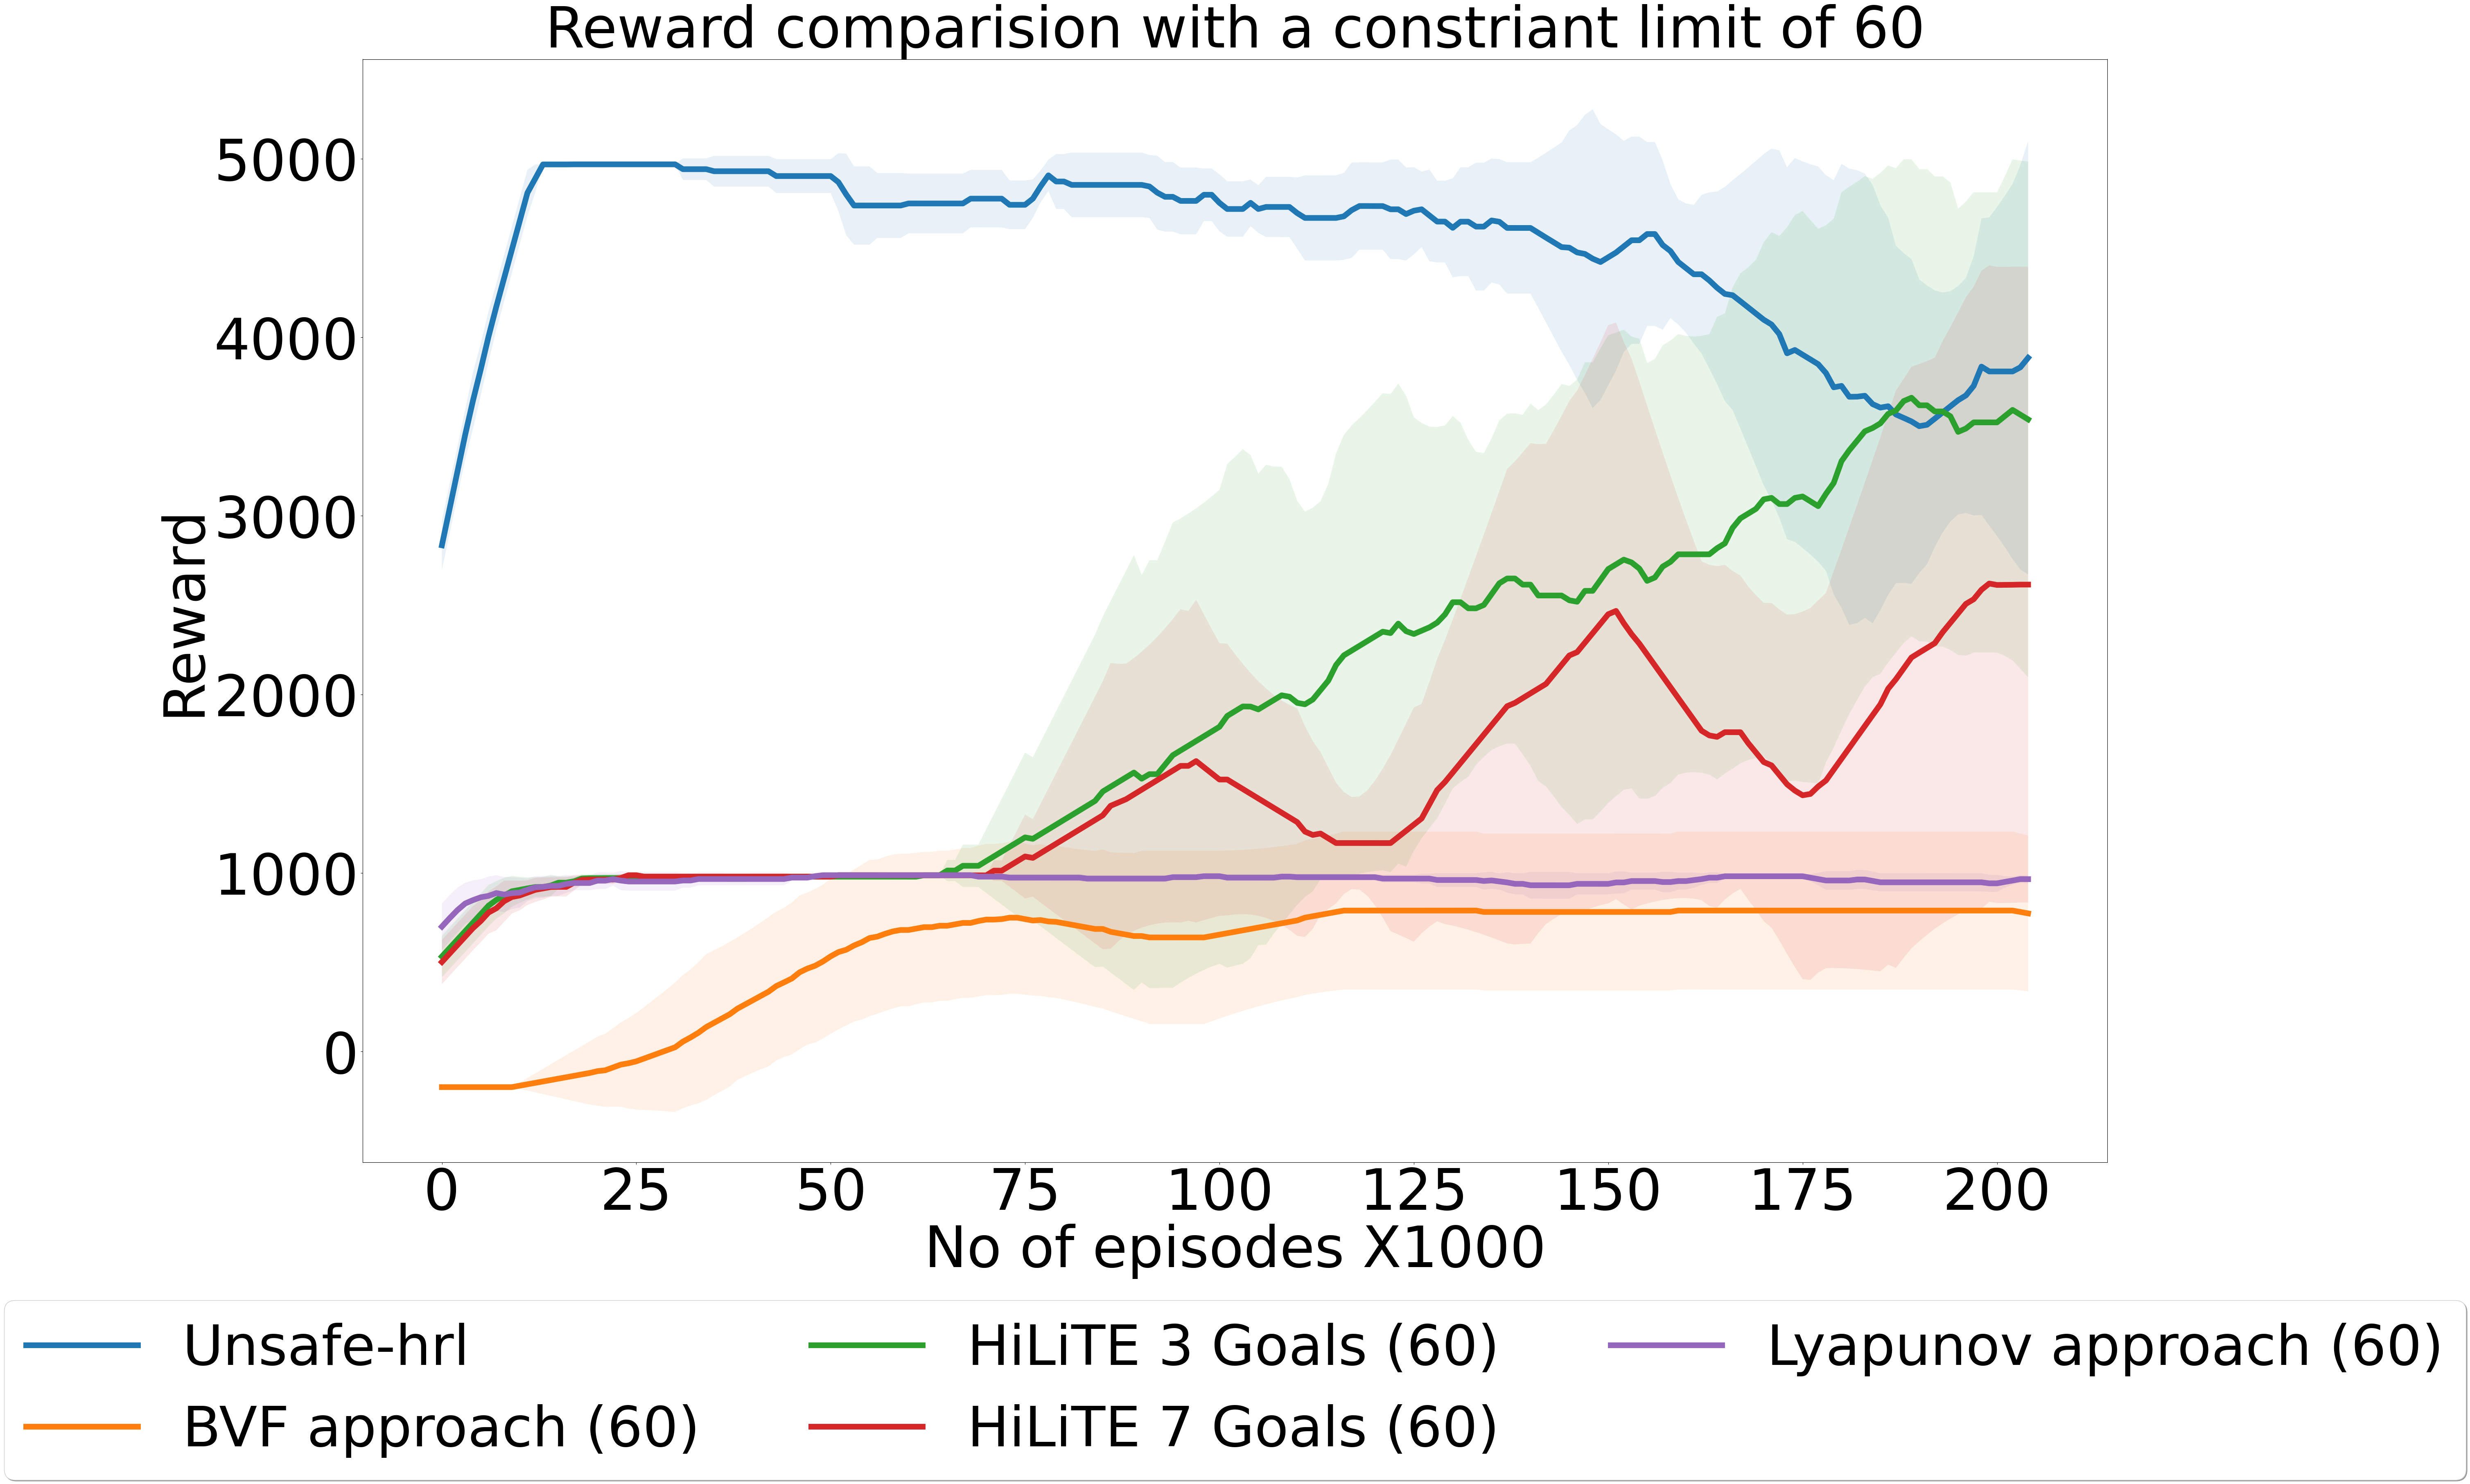 Reward comparision with a constriant limit of 60
5000
4000
3000
2000
1000
0
Reward
0 25 50 75 100 125 150 175 200
No of episodes X1000
Unsafe-hrl
BVF approach (60)
HiLiTE 3 Goals (60)
HiLiTE 7 Goals (60)
Lyapunov approach (60)